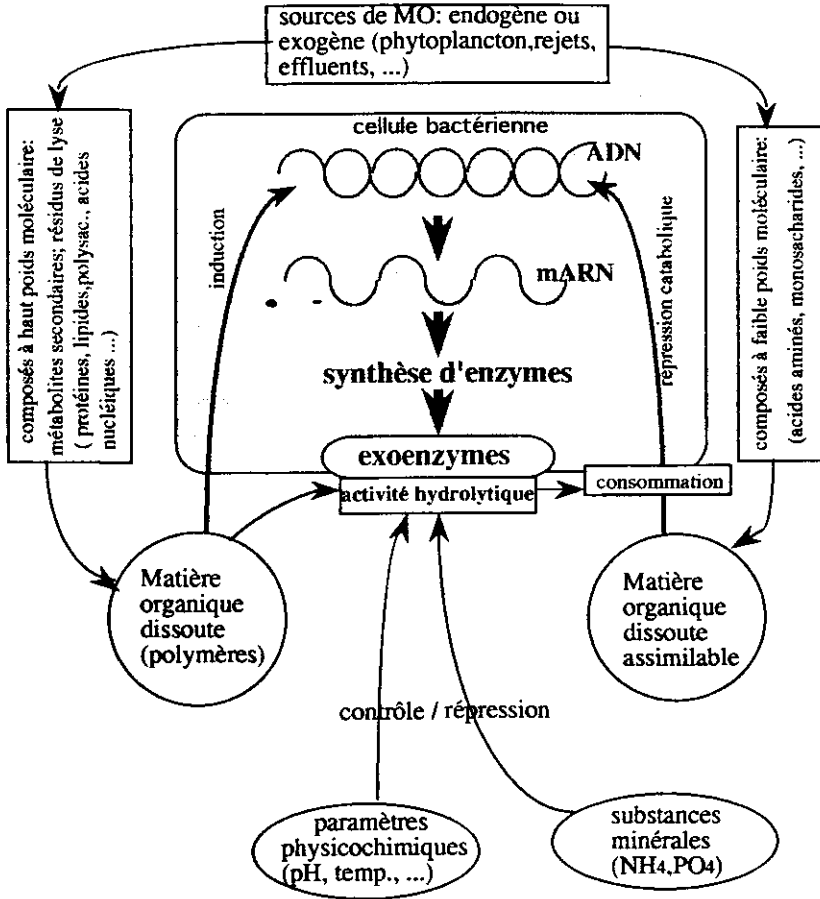 sources de MO: endogène ou
exogène (phytoplancton,rejets,
effluents, ...)
composés à haut poids moléculaire:
métabolites secondaires; résidus de lyse
( protéines, lipides,polysac., acides
nucléiques ...)
cellule bactérienne
ADN
induction
mARN
répression catabolique
synthèse d'enzymes
exoenzymes
activité hydrolytique
consommation
composés à faible poids moléculaire:
(acides aminés, monosacharides, ...)
Matière
organique
dissoute
(polymères)
Matière
organique
dissoute
assimilable
contrôle / répression
paramètres
physicochimiques
(pH, temp., ...)
substances
minérales
(NH4,PO4)